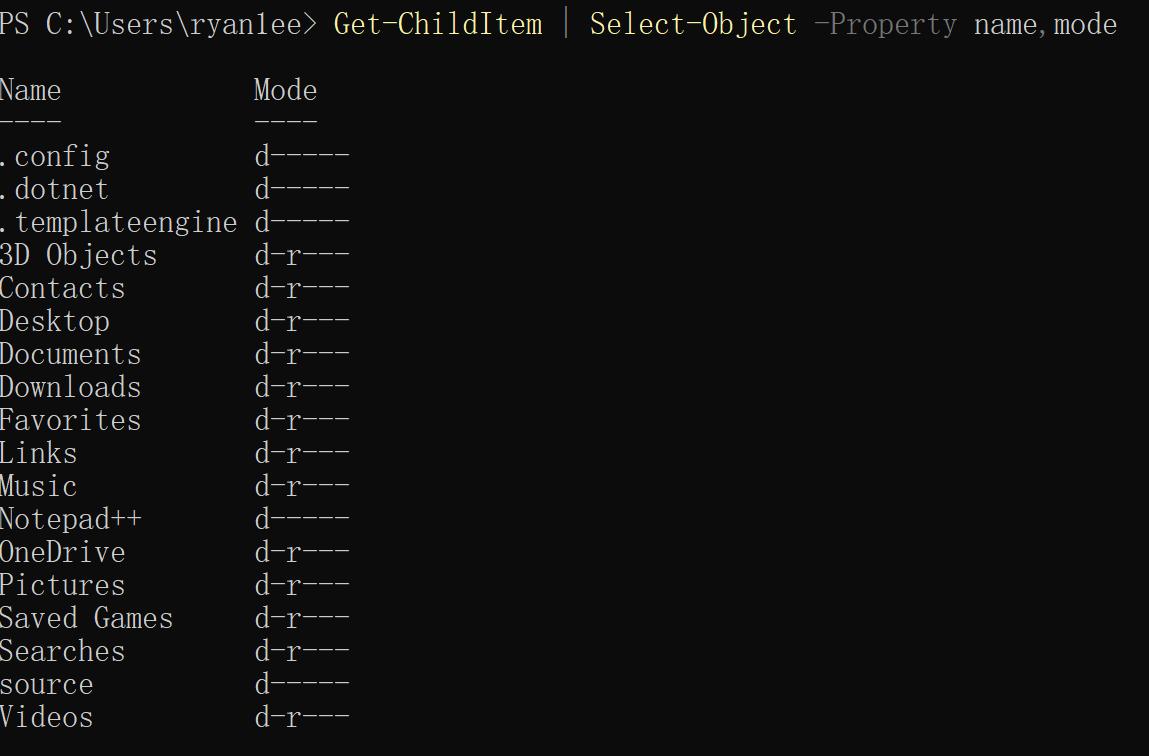 PS C:\Users\ryanlee> Get-ChildItem | Select-Object -Property name,mode
Name            Mode
----            ----
.config         d-----
.dotnet         d-----
.templateengine d-----
3D Objects      d-r---
Contacts        d-r---
Desktop         d-r---
Documents       d-r---
Downloads       d-r---
Favorites       d-r---
Links           d-r---
Music           d-r---
Notepad++       d-----
OneDrive        d-r---
Pictures        d-r---
Saved Games     d-r---
Searches        d-r---
source          d-----
Videos          d-r---